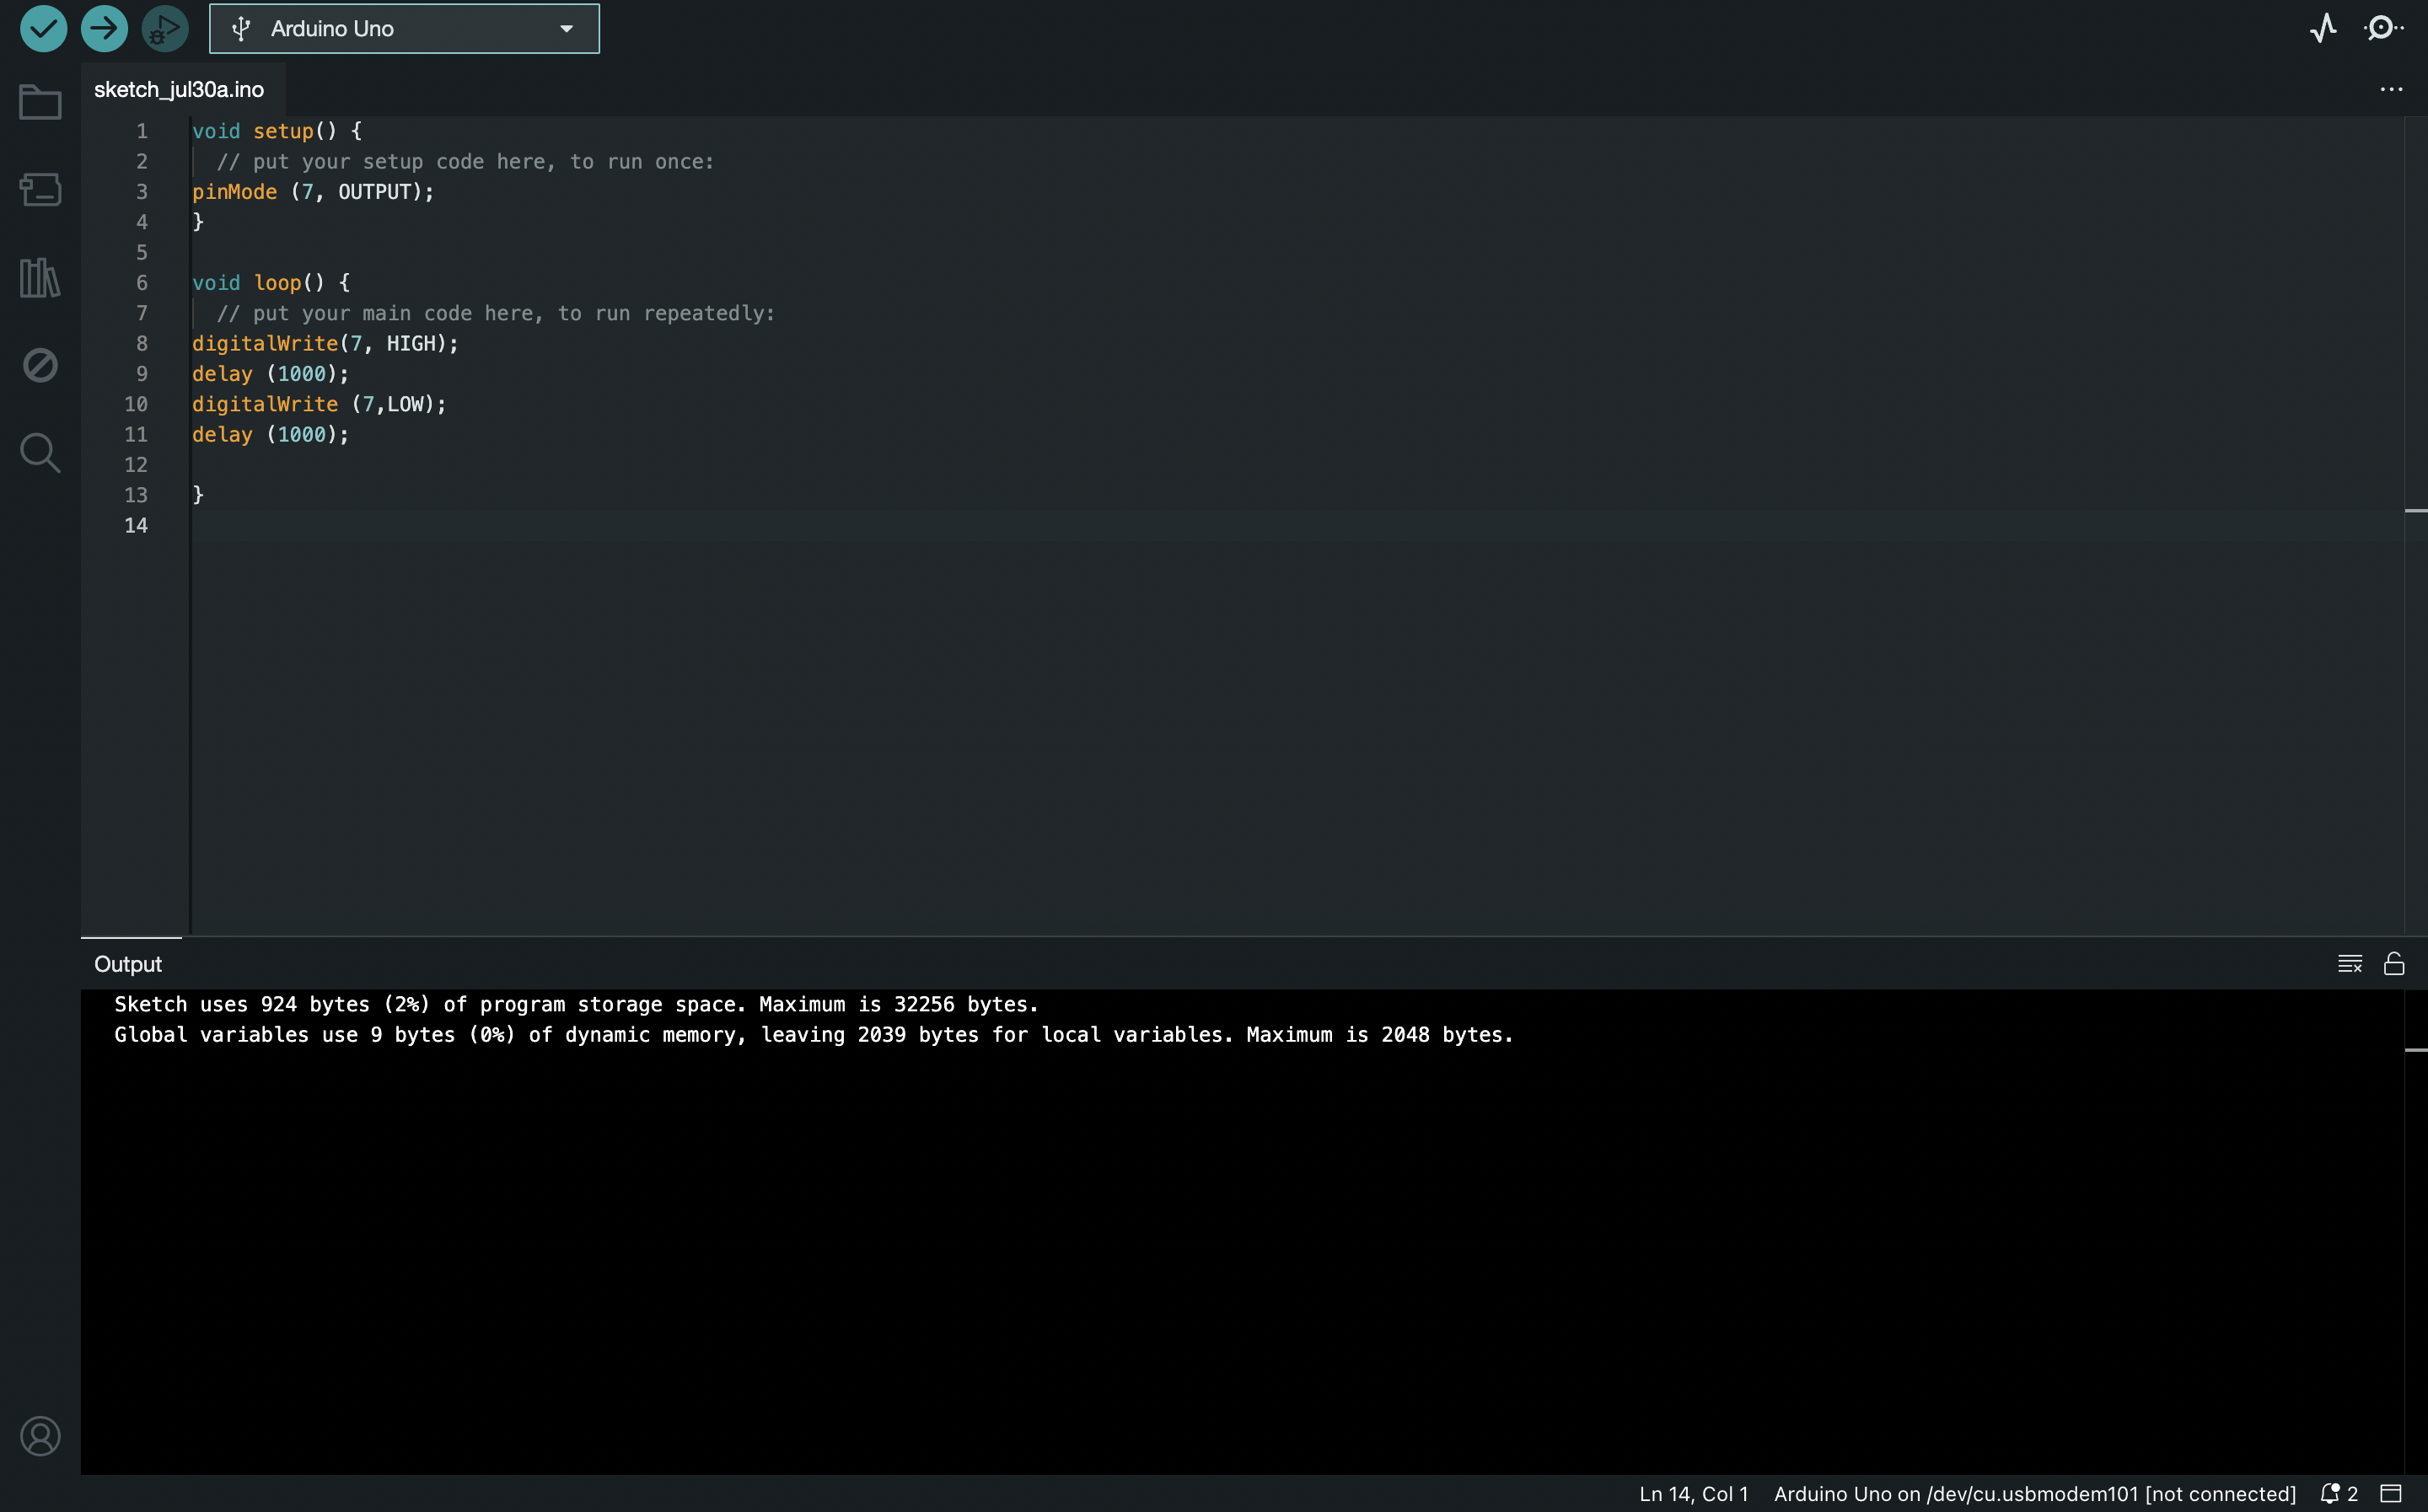 Arduino Uno
sketch_jul30a.ino
1 void setup() {
2 // put your setup code here, to run once:
3 pinMode (7, OUTPUT);
4 }
5
6 void loop() {
7 // put your main code here, to run repeatedly:
8 digitalWrite(7, HIGH);
9 delay (1000);
10 digitalWrite (7,LOW);
11 delay (1000);
12
13 }
14
Output
Sketch uses 924 bytes (2%) of program storage space. Maximum is 32256 bytes.
Global variables use 9 bytes (0%) of dynamic memory, leaving 2039 bytes for local variables. Maximum is 2048 bytes.
Ln 14, Col 1 Arduino Uno on /dev/cu.usbmodem101 [not connected] 2